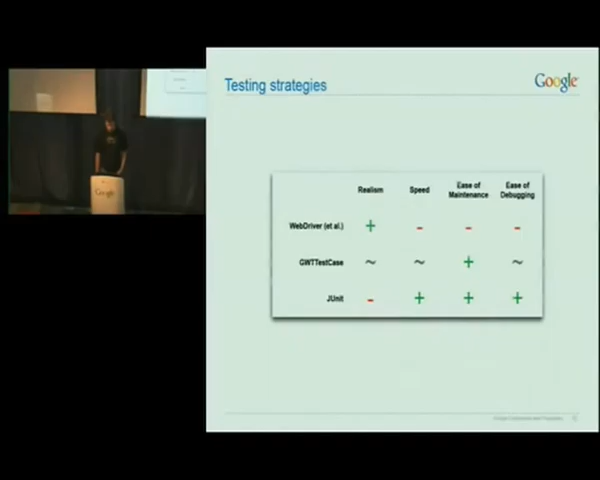 Testing strategies
Google
Realism Speed Ease of Maintenance Ease of Debugging
WebDriver (et al.) + - - -
GWTTestCase ~ ~ + ~
JUnit - + + +
Google